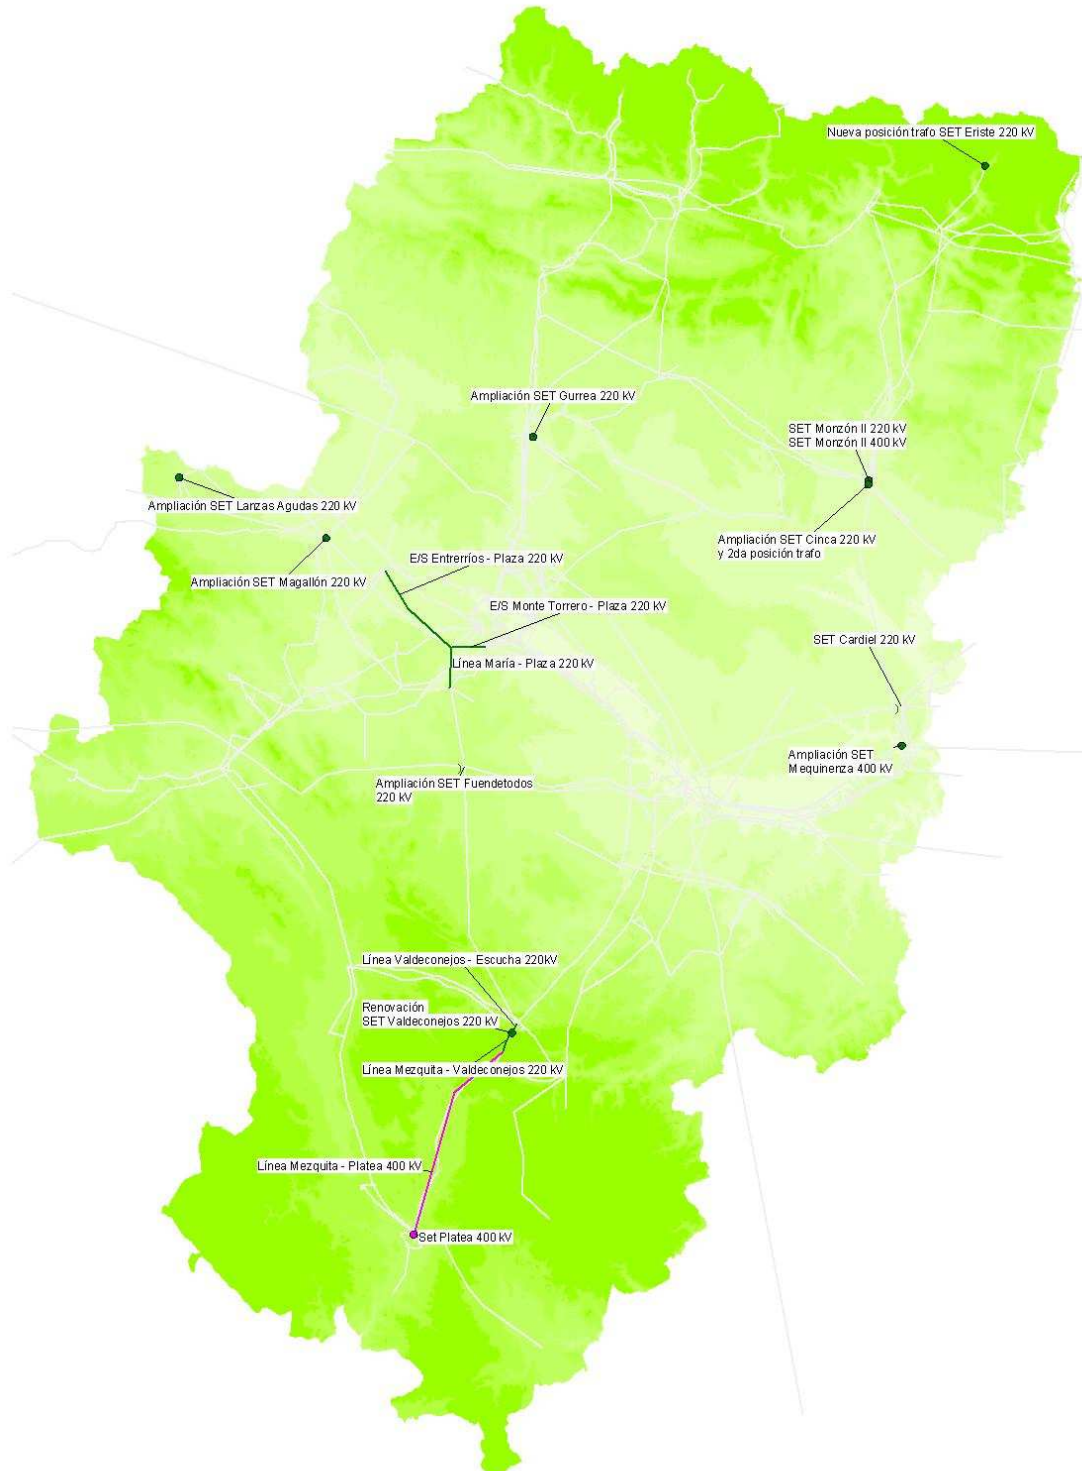 Nueva posición trafo SET Eriste 220 kV
Ampliación SET Gurrea 220 kV
SET Monzón II 220 kV
SET Monzón II 400 kV
Ampliación SET Lanzas Agudas 220 kV
Ampliación SET Cinca 220 kV
y 2da posición trafo
E/S Entrerríos - Plaza 220 kV
Ampliación SET Magallón 220 kV
E/S Monte Torrero - Plaza 220 kV
SET Cardiel 220 kV
Línea María - Plaza 220 kV
Ampliación SET
Mequinenza 400 kV
Ampliación SET Fuendetodos
220 kV
Línea Valdeconejos - Escucha 220kV
Renovación
SET Valdeconejos 220 kV
Línea Mezquita - Valdeconejos 220 kV
Línea Mezquita - Platea 400 kV
Set Platea 400 kV